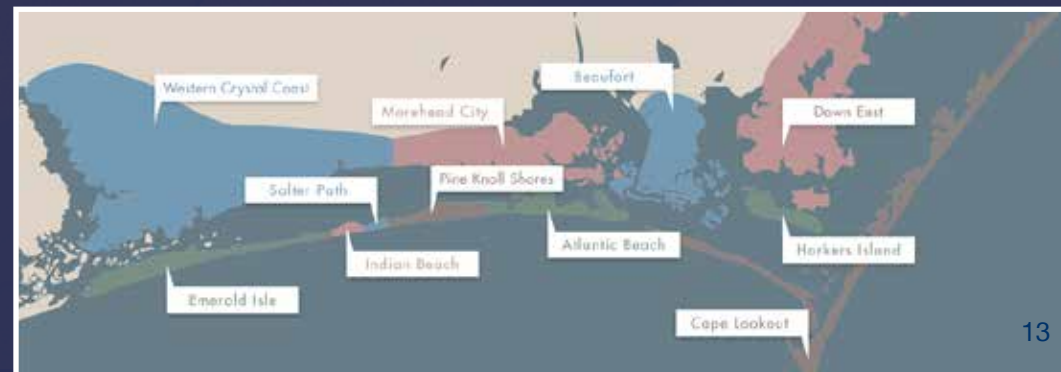 Western Crystal Coast
Beaufort
Morehead City
Down East
Pine Knoll Shores
Salter Path
Atlantic Beach
Harkers Island
Indian Beach
Emerald Isle
Cape Lookout
13